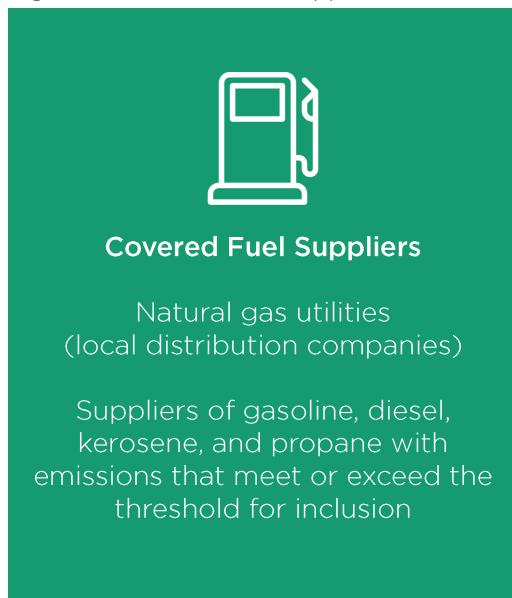 Covered Fuel Suppliers
Natural gas utilities
(local distribution companies)
Suppliers of gasoline, diesel,
kerosene, and propane with
emissions that meet or exceed the
threshold for inclusion